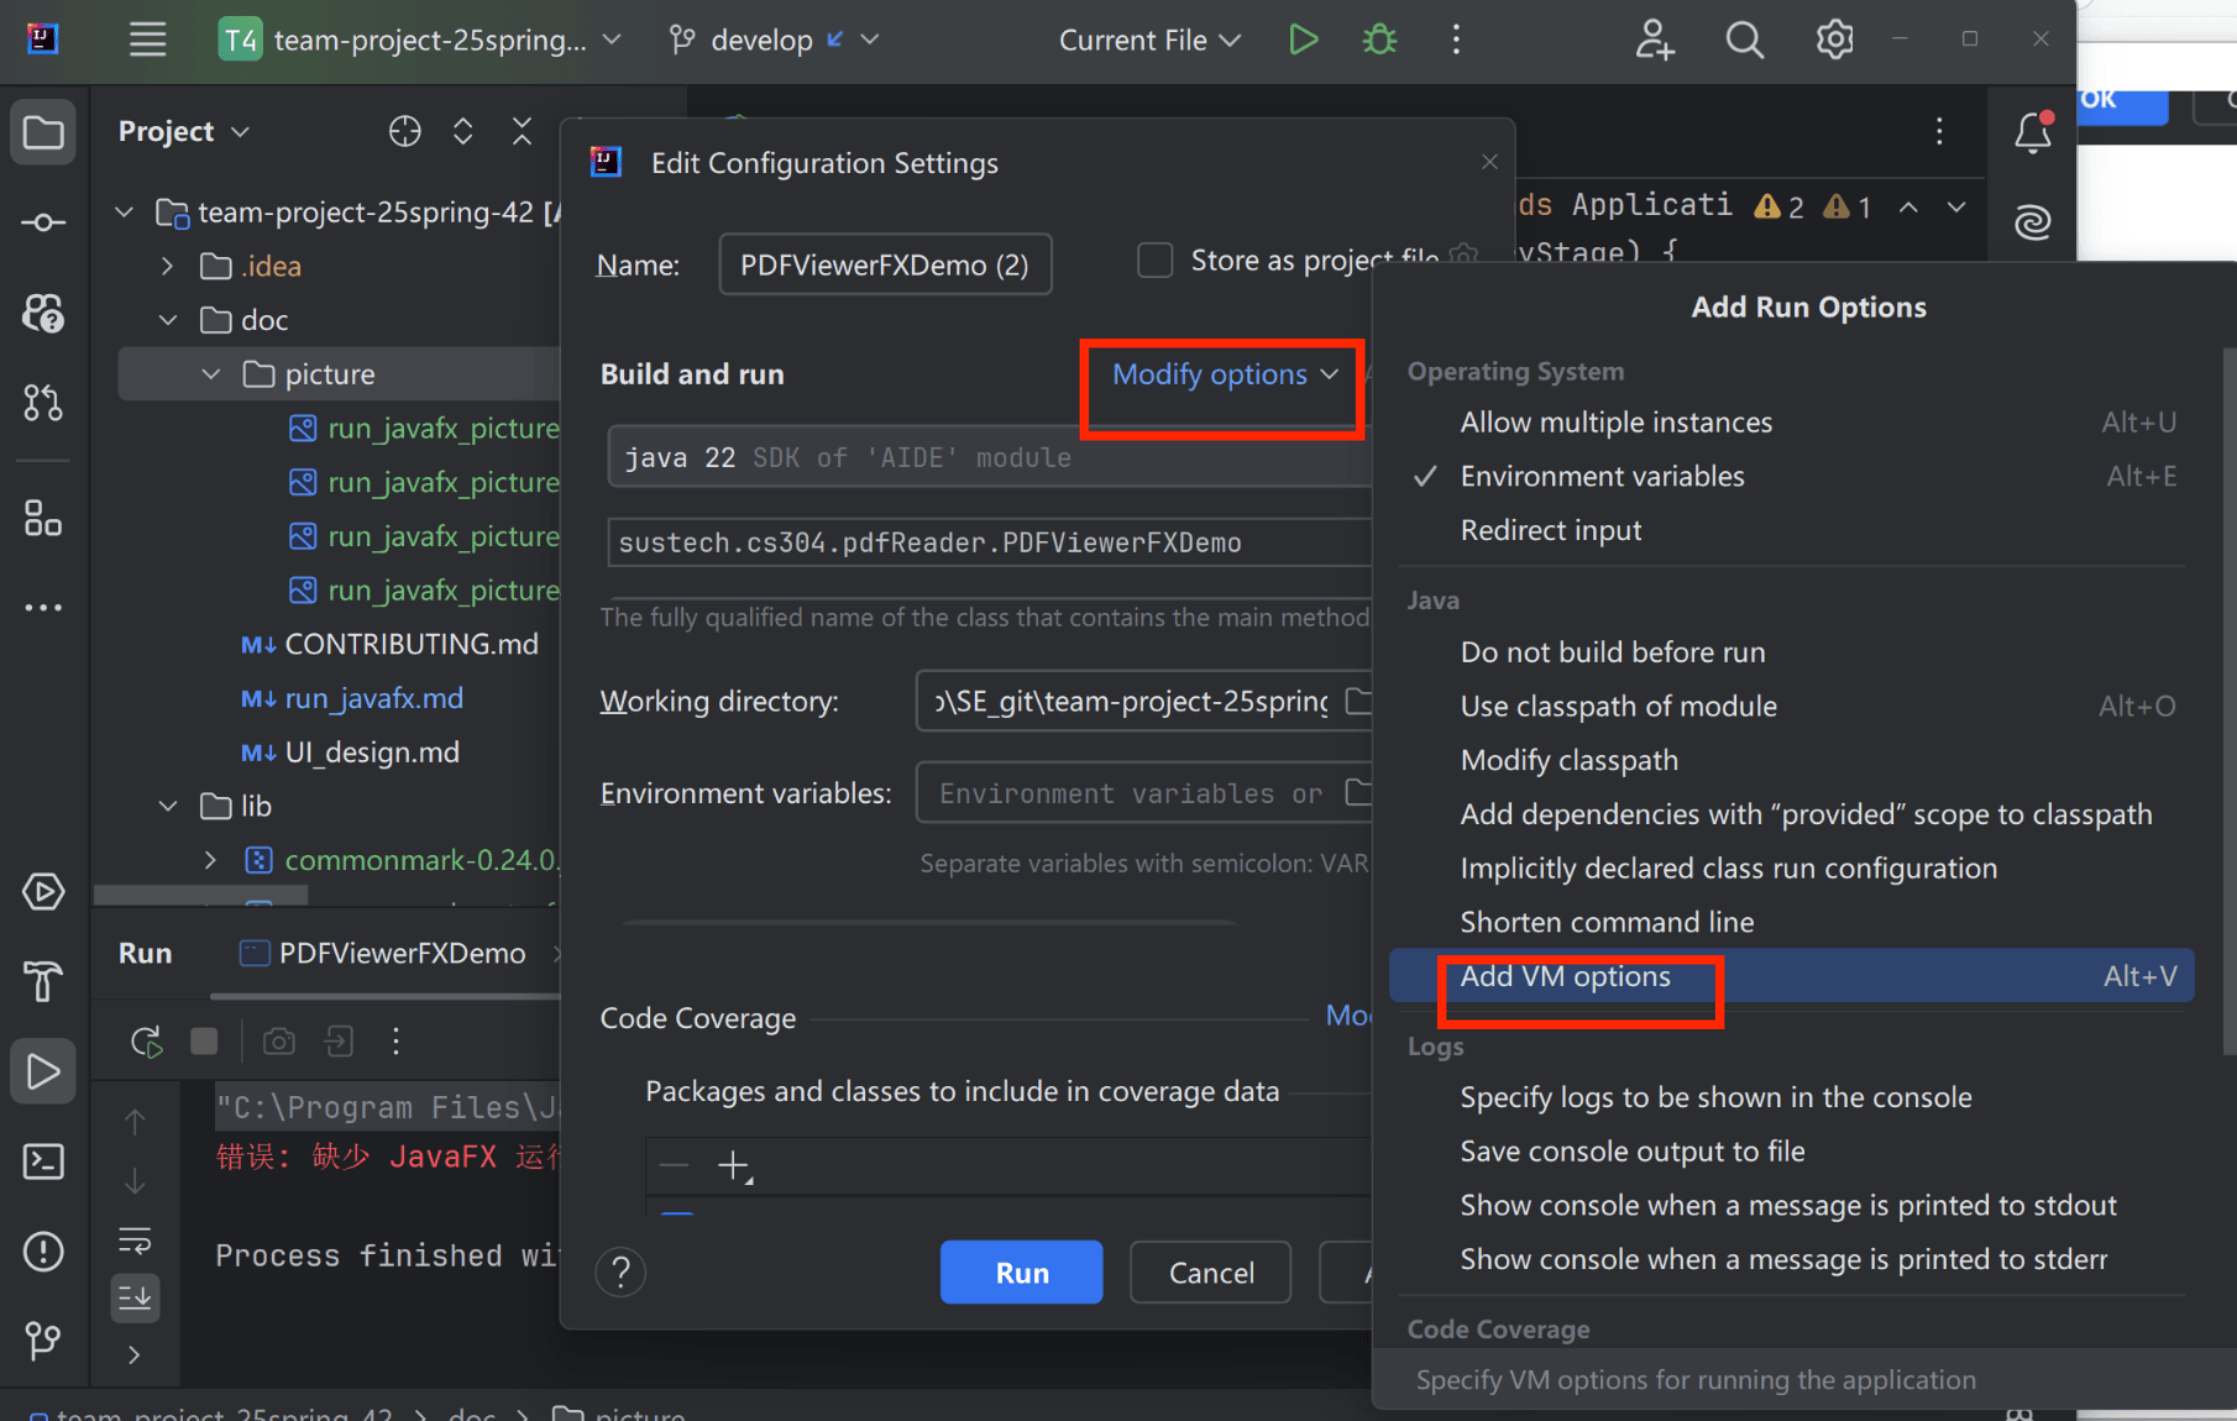 T4 team-project-25spring... develop Current File
OK
Project
team-project-25spring-42
.idea
doc
picture
run_javafx_picture
run_javafx_picture
run_javafx_picture
run_javafx_picture
M↓ CONTRIBUTING.md
M↓ run_javafx.md
M↓ UI_design.md
lib
commonmark-0.24.0.
ds Applicati 2 1
yStage) {
Edit Configuration Settings
Name: PDFViewerFXDemo (2) Store as project file
Build and run Modify options
java 22 SDK of 'AIDE' module
sustech.cs304.pdfReader.PDFViewerFXDemo
The fully qualified name of the class that contains the main method
Working directory: \SE_git\team-project-25spring
Environment variables: Environment variables or
Separate variables with semicolon: VAR
Code Coverage Mo
Packages and classes to include in coverage data
? Run Cancel
Add Run Options
Operating System
Allow multiple instances Alt+U
Environment variables Alt+E
Redirect input
Java
Do not build before run
Use classpath of module Alt+O
Modify classpath
Add dependencies with “provided” scope to classpath
Implicitly declared class run configuration
Shorten command line
Add VM options Alt+V
Logs
Specify logs to be shown in the console
Save console output to file
Show console when a message is printed to stdout
Show console when a message is printed to stderr
Code Coverage
Specify VM options for running the application
Run PDFViewerFXDemo
"C:\Program Files\J
错误: 缺少 JavaFX 运行
Process finished wi
team-project-25spring-42 > doc > picture